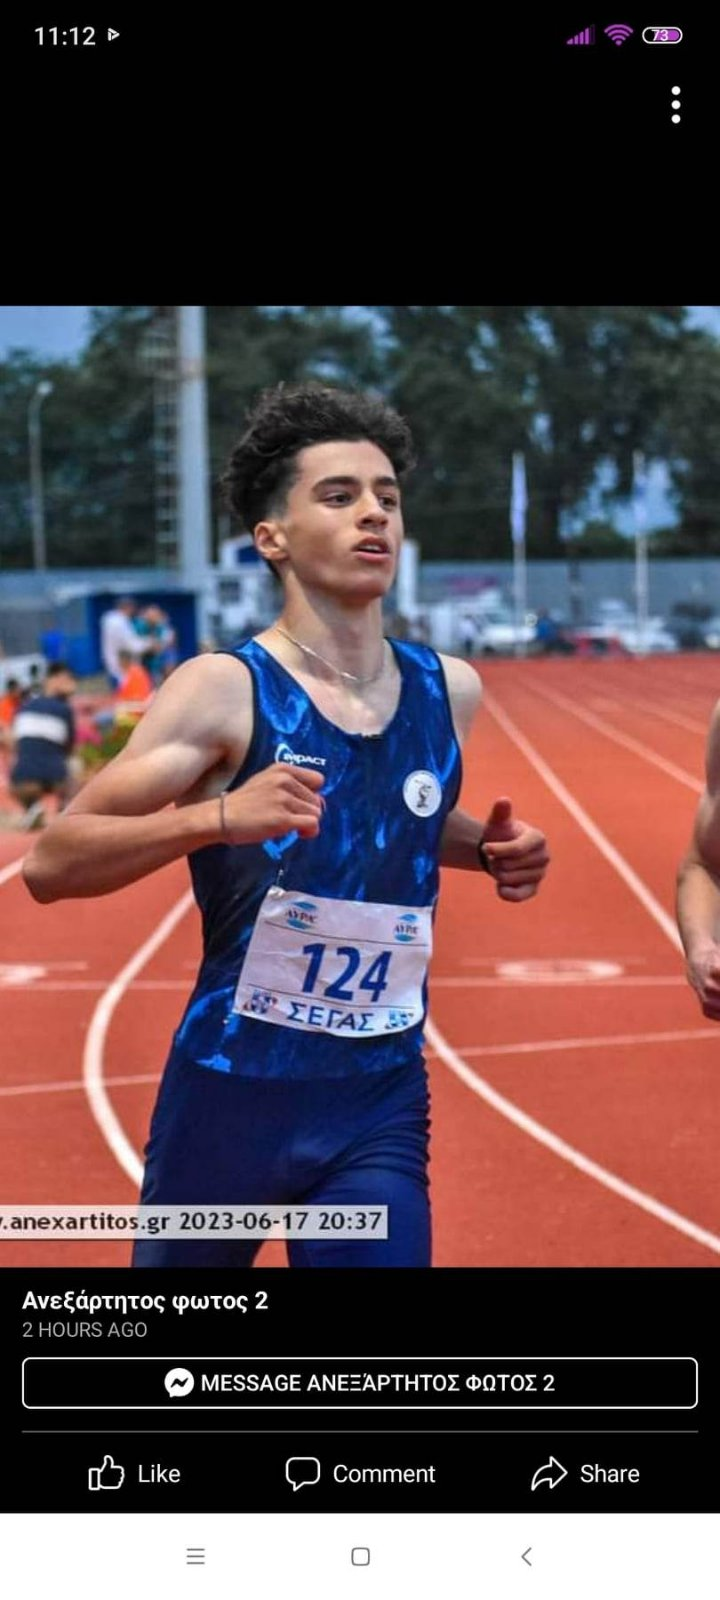 11:12
73
IMPACT
ΑΥΡΑ ΑΥΡΑ
124
ΣΕΓΑΣ
.anexartitos.gr 2023-06-17 20:37
Ανεξάρτητος φωτος 2
2 HOURS AGO
MESSAGE ΑΝΕΞΆΡΤΗΤΟΣ ΦΩΤΟΣ 2
Like Comment Share